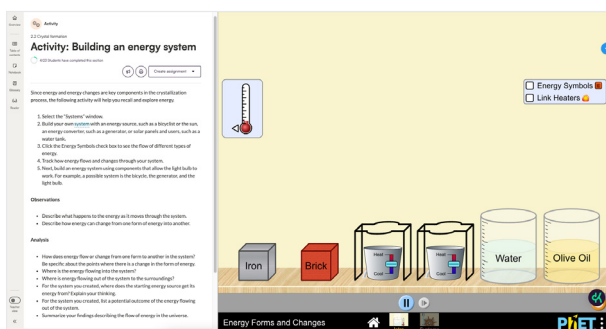 Activity
2.2 Crystal formation
Activity: Building an energy system
4/22 Students have completed this section
Create assignment
Since energy and energy changes are key components in the crystallization
process, the following activity will help you recall and explore energy.
1. Select the "Systems" window.
2. Build your own system with an energy source, such as a bicyclist or the sun,
an energy converter, such as a generator, or solar panels and users, such as a
water tank.
3. Click the Energy Symbols check box to see the flow of different types of
energy.
4. Track how energy flows and changes through your system.
5. Next, build an energy system using components that allow the light bulb to
work. For example, a possible system is the bicycle, the generator, and the
light bulb.
Observations
• Describe what happens to the energy as it moves through the system.
• Describe how energy can change from one form of energy into another.
Analysis
• How does energy flow or change from one form to another in the system?
Be specific about the points where there is a change in the form of energy.
• Where is the energy flowing into the system?
• Where is energy flowing out of the system to the surroundings?
• For the system you created, where does the starting energy source get its
energy from? Explain your thinking.
• For the system you created, list a potential outcome of the energy flowing
out of the system.
• Summarise your findings describing the flow of energy in the universe.
Energy Symbols E
Link Heaters
Iron
Brick
Heat
Cool
Heat
Cool
Water
Olive Oil
Energy Forms and Changes
PhET